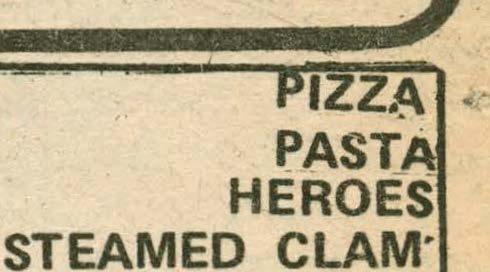 PIZZA
PASTA
HEROES
STEAMED CLAM